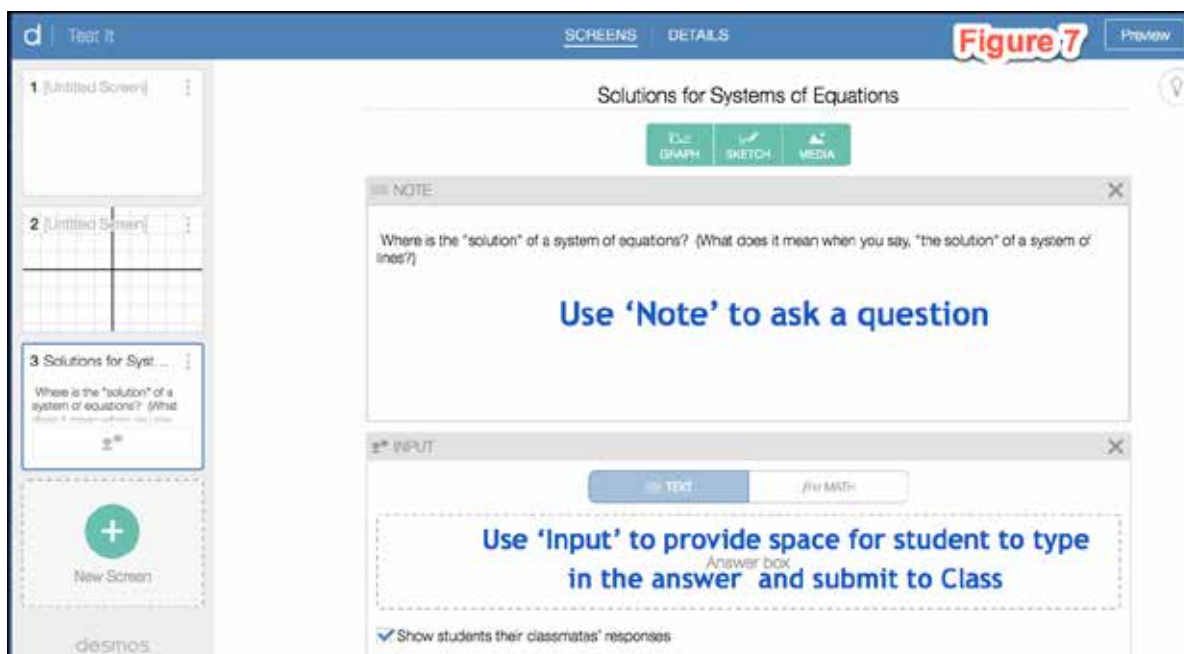 d Test It SCREENS DETAILS Figure 7 Preview
1 [Untitled Screen]
Solutions for Systems of Equations
GRAPH SKETCH MEDIA
NOTE
2 [Untitled Screen]
Where is the "solution" of a system of equations? (What does it mean when you say, "the solution" of a system of
lines?)
Use ‘Note’ to ask a question
3 Solutions for Syst...
Where is the "solution" of a
system of equations? (What
INPUT
TEXT MATH
Use ‘Input’ to provide space for student to type
Answer box
in the answer and submit to Class
New Screen
Show students their classmates' responses
desmos